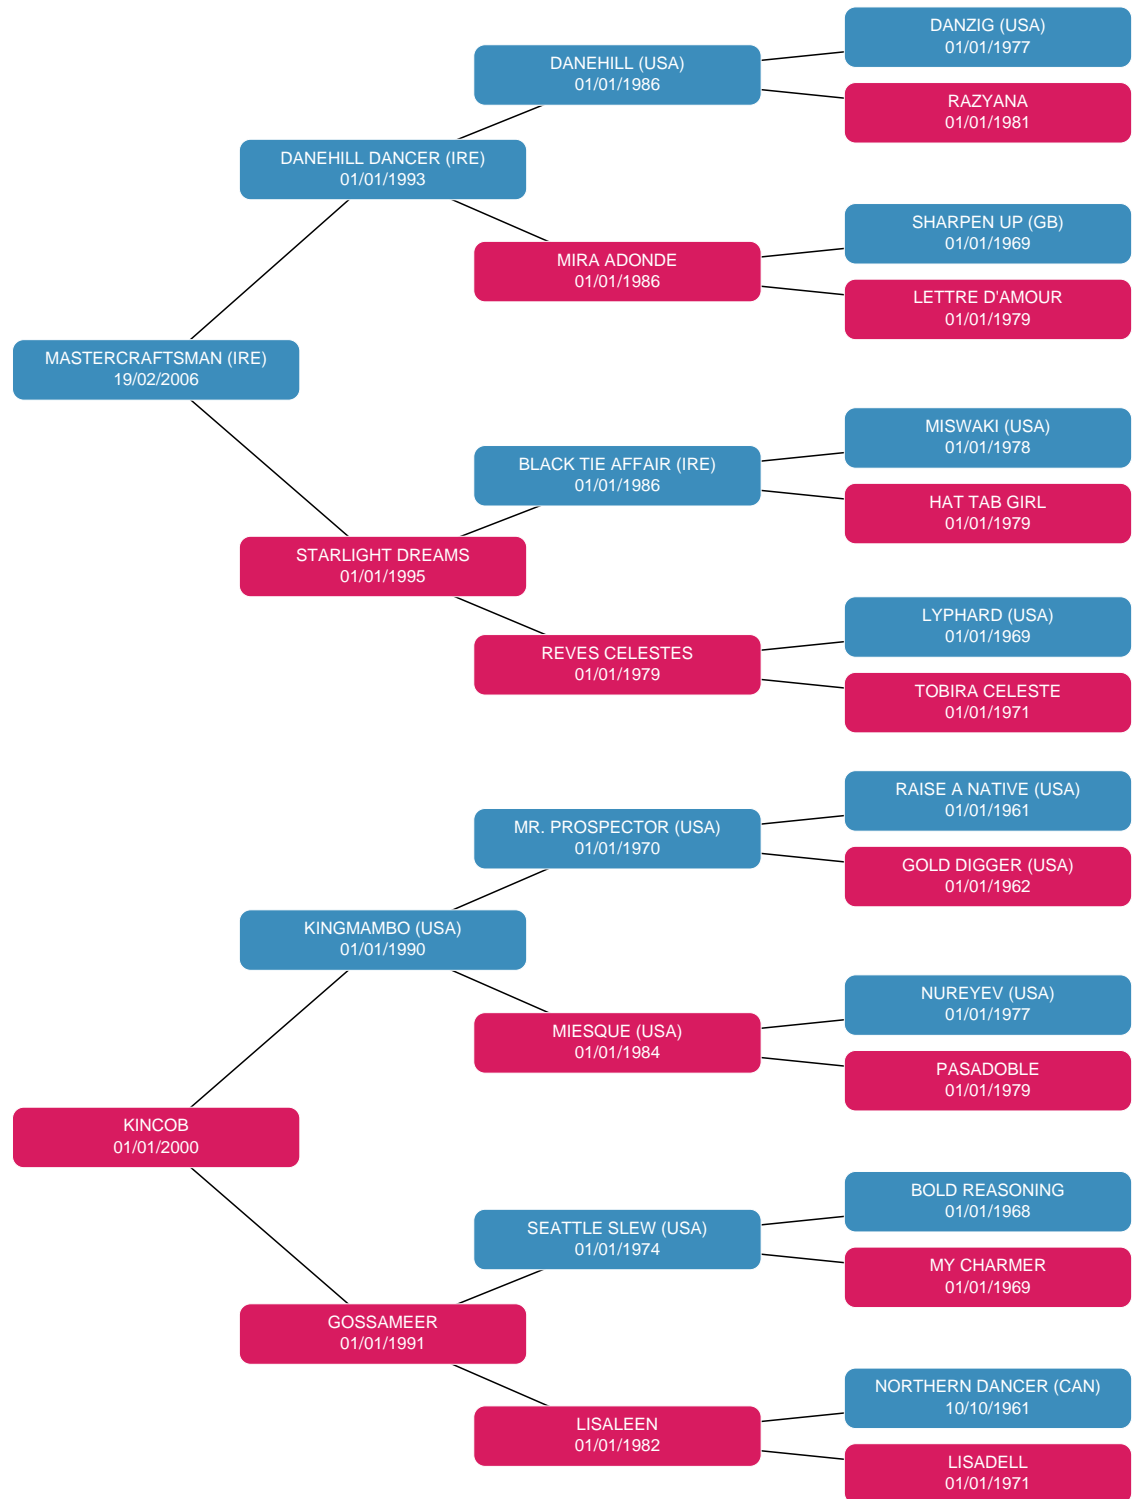 DANZIG (USA)
01/01/1977
DANEHILL (USA)
01/01/1986
RAZYANA
01/01/1981
DANEHILL DANCER (IRE)
01/01/1993
SHARPEN UP (GB)
01/01/1969
MIRA ADONDE
01/01/1986
LETTRE D'AMOUR
01/01/1979
MASTERCRAFTSMAN (IRE)
19/02/2006
MISWAKI (USA)
01/01/1978
BLACK TIE AFFAIR (IRE)
01/01/1986
HAT TAB GIRL
01/01/1979
STARLIGHT DREAMS
01/01/1995
LYPHARD (USA)
01/01/1969
REVES CELESTES
01/01/1979
TOBIRA CELESTE
01/01/1971
RAISE A NATIVE (USA)
01/01/1961
MR. PROSPECTOR (USA)
01/01/1970
GOLD DIGGER (USA)
01/01/1962
KINGMAMBO (USA)
01/01/1990
NUREYEV (USA)
01/01/1977
MIESQUE (USA)
01/01/1984
PASADOBLE
01/01/1979
KINCOB
01/01/2000
BOLD REASONING
01/01/1968
SEATTLE SLEW (USA)
01/01/1974
MY CHARMER
01/01/1969
GOSSAMEER
01/01/1991
NORTHERN DANCER (CAN)
10/10/1961
LISALEEN
01/01/1982
LISADELL
01/01/1971